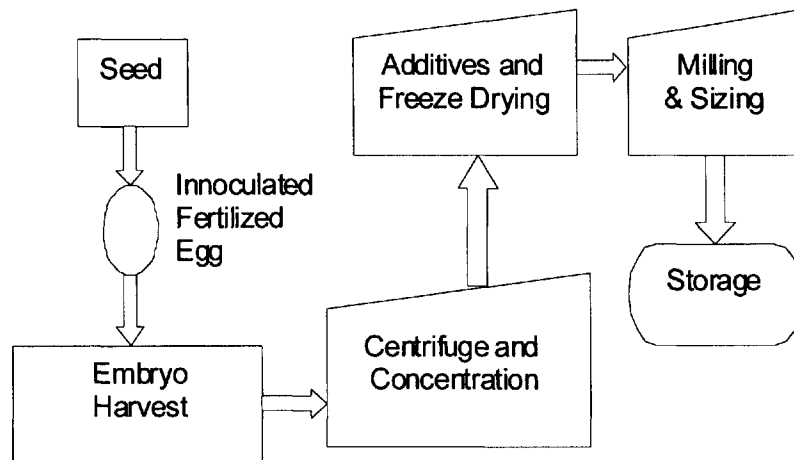 Seed
Innoculated
Fertilized
Egg
Embryo
Harvest
Centrifuge and
Concentration
Additives and
Freeze Drying
Milling
& Sizing
Storage